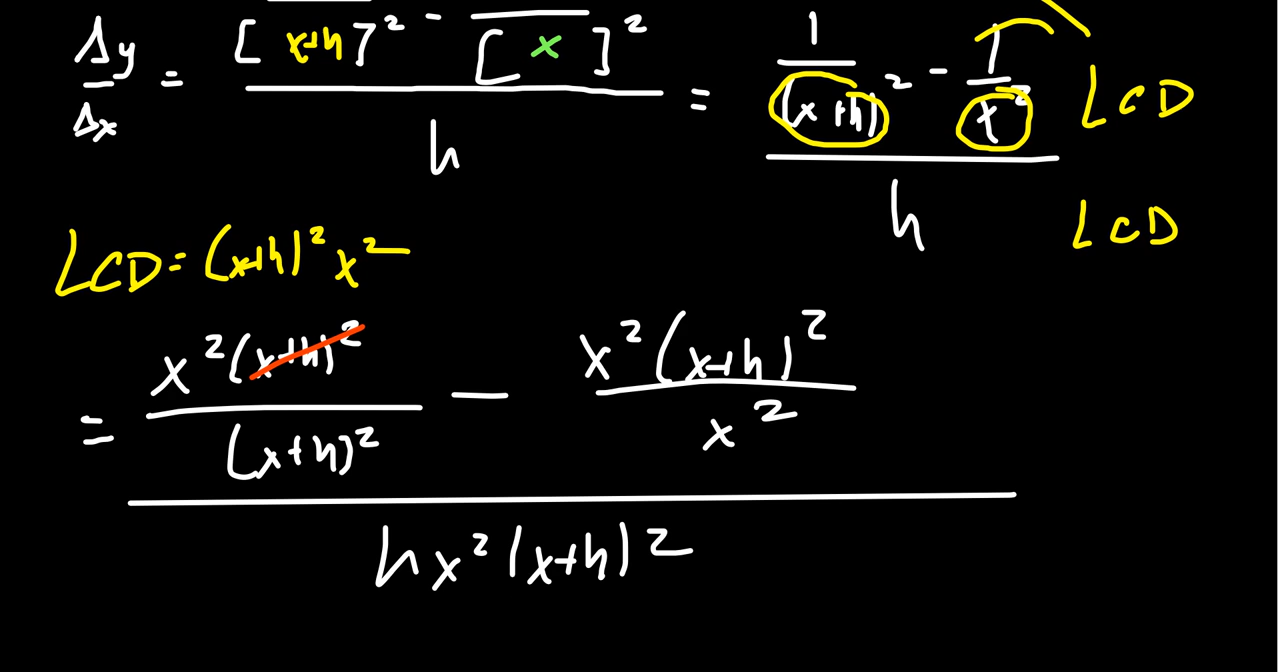 Δy/Δx = ([x+h]² - [x]²)/h = (1/(x+h)² - 1/x²)/h LCD
LCD
LCD = (x+h)² x²
= (x²(x+h)²/(x+h)² - x²(x+h)²/x²)/(hx²(x+h)²)